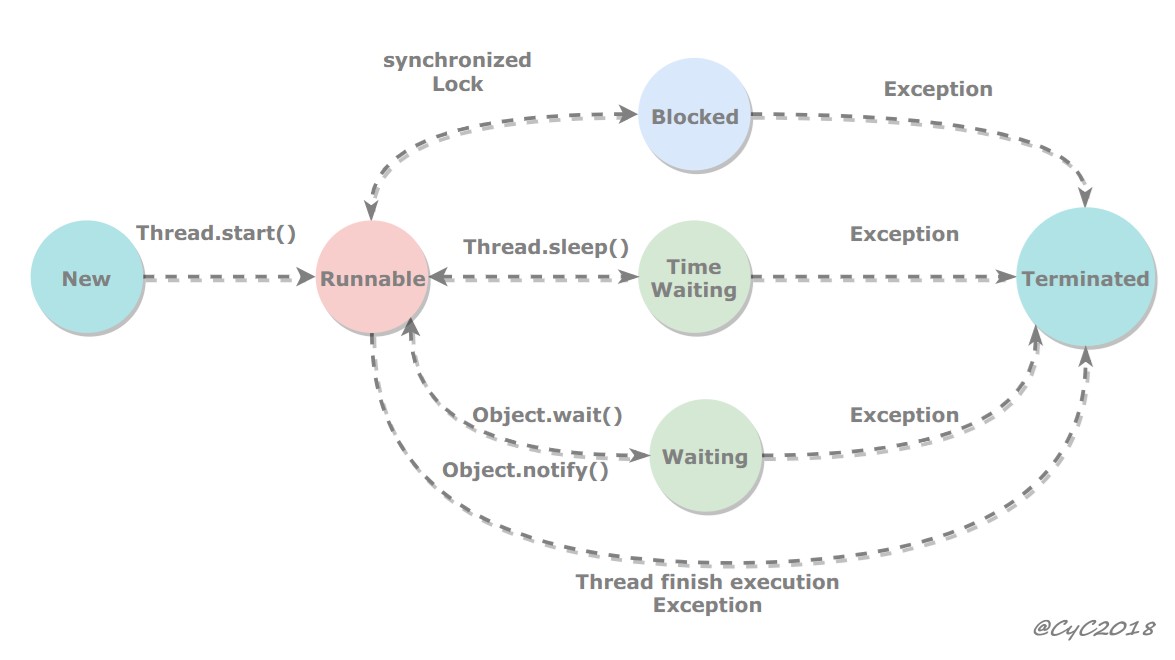 synchronized
Lock
Blocked
Exception
Thread.start()
New
Runnable
Thread.sleep()
Time
Waiting
Exception
Terminated
Object.wait()
Object.notify()
Waiting
Exception
Thread finish execution
Exception
@CyC2018